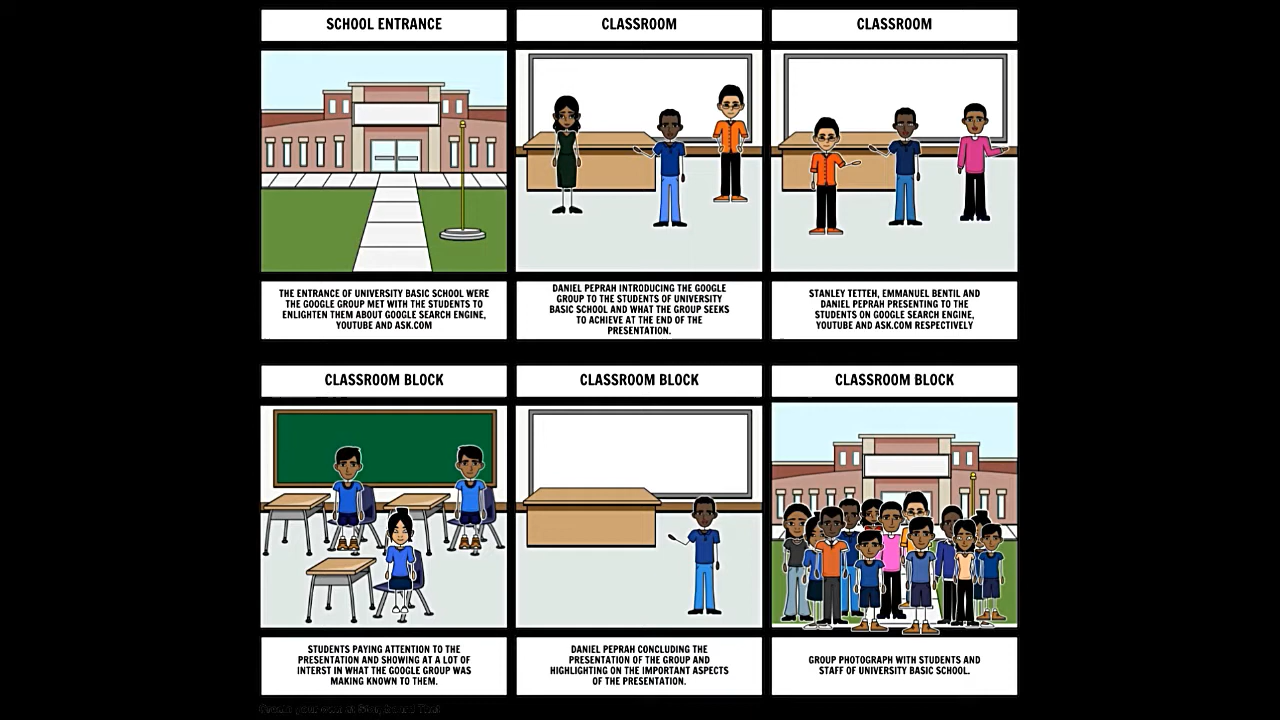 SCHOOL ENTRANCE
CLASSROOM
CLASSROOM
THE ENTRANCE OF UNIVERSITY BASIC SCHOOL WERE
THE GOOGLE GROUP MET WITH THE STUDENTS TO
ENLIGHTEN THEM ABOUT GOOGLE SEARCH ENGINE,
YOUTUBE AND ASK.COM
DANIEL PEPRAH INTRODUCING THE GOOGLE
GROUP TO THE STUDENTS OF UNIVERSITY
BASIC SCHOOL AND WHAT THE GROUP SEEKS
TO ACHIEVE AT THE END OF THE
PRESENTATION.
STANLEY TETTEH, EMMANUEL BENTIL AND
DANIEL PEPRAH PRESENTING TO THE
STUDENTS ON GOOGLE SEARCH ENGINE,
YOUTUBE AND ASK.COM RESPECTIVELY
CLASSROOM BLOCK
CLASSROOM BLOCK
CLASSROOM BLOCK
STUDENTS PAYING ATTENTION TO THE
PRESENTATION AND SHOWING AT A LOT OF
INTERST IN WHAT THE GOOGLE GROUP WAS
MAKING KNOWN TO THEM.
DANIEL PEPRAH CONCLUDING THE
PRESENTATION OF THE GROUP AND
HIGHLIGHTING ON THE IMPORTANT ASPECTS
OF THE PRESENTATION.
GROUP PHOTOGRAPH WITH STUDENTS AND
STAFF OF UNIVERSITY BASIC SCHOOL.